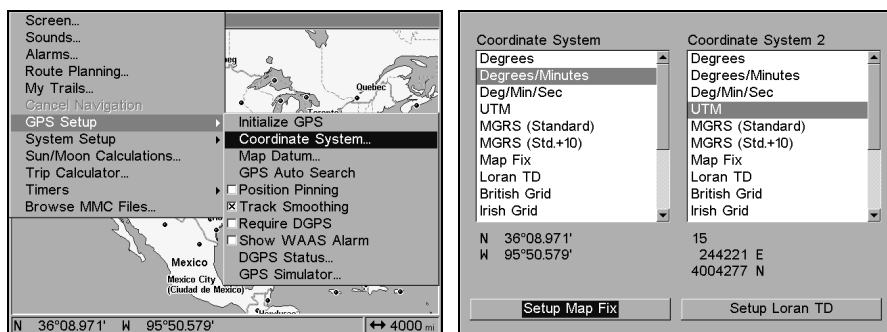 Screen...
Sounds...
Alarms...
Route Planning...
My Trails...
Cancel Navigation
GPS Setup
System Setup
Sun/Moon Calculations...
Trip Calculator...
Timers
Browse MMC Files...
Quebec
Initialize GPS
Coordinate System...
Map Datum...
GPS Auto Search
Position Pinning
Track Smoothing
Require DGPS
Show WAAS Alarm
DGPS Status...
GPS Simulator...
Mexico
Mexico City
(Ciudad de Mexico)
N 36°08.971' W 95°50.579' ↔ 4000 mi
Coordinate System
Degrees
Degrees/Minutes
Deg/Min/Sec
UTM
MGRS (Standard)
MGRS (Std.+10)
Map Fix
Loran TD
British Grid
Irish Grid
N 36°08.971'
W 95°50.579'
Setup Map Fix
Coordinate System 2
Degrees
Degrees/Minutes
Deg/Min/Sec
UTM
MGRS (Standard)
MGRS (Std.+10)
Map Fix
Loran TD
British Grid
Irish Grid
15
244221 E
4004277 N
Setup Loran TD